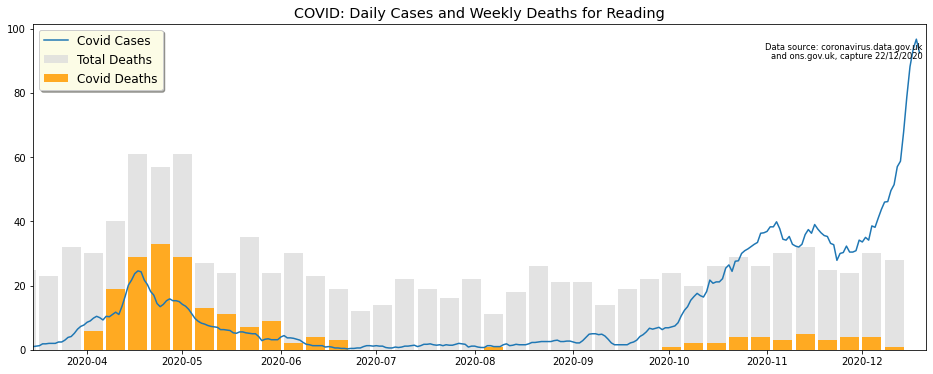 COVID: Daily Cases and Weekly Deaths for Reading
100
80
60
40
20
0
Covid Cases
Total Deaths
Covid Deaths
Data source: coronavirus.data.gov.uk
and ons.gov.uk, capture 22/12/2020
2020-04 2020-05 2020-06 2020-07 2020-08 2020-09 2020-10 2020-11 2020-12